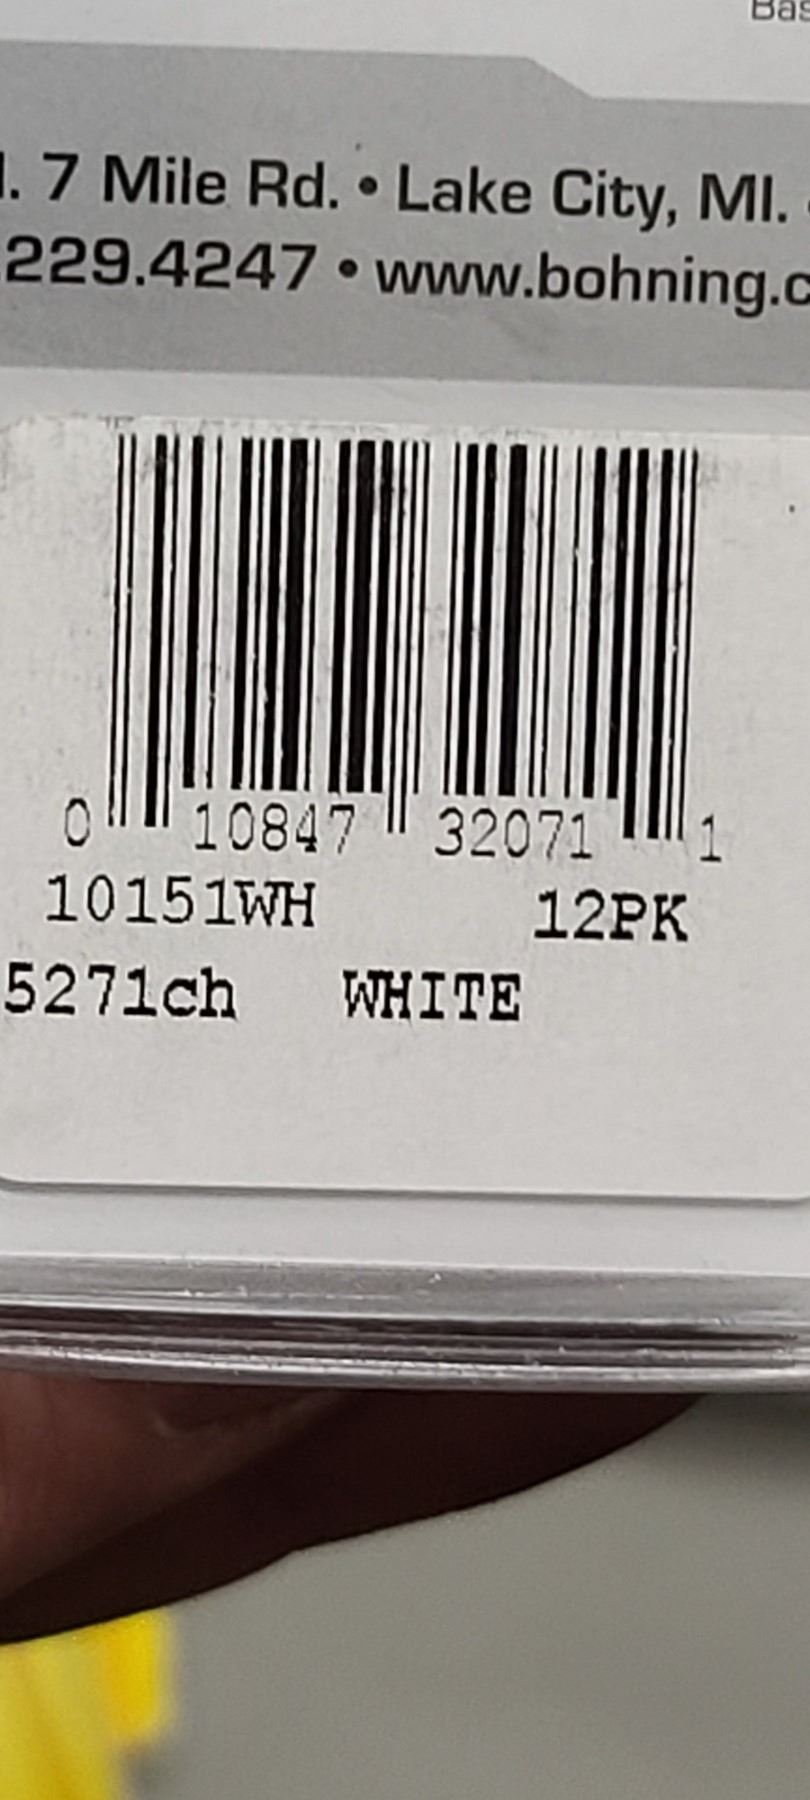 Bas
. 7 Mile Rd. • Lake City, MI.
.229.4247 • www.bohning.c
0 10847 32071 1
10151WH 12PK
5271ch WHITE